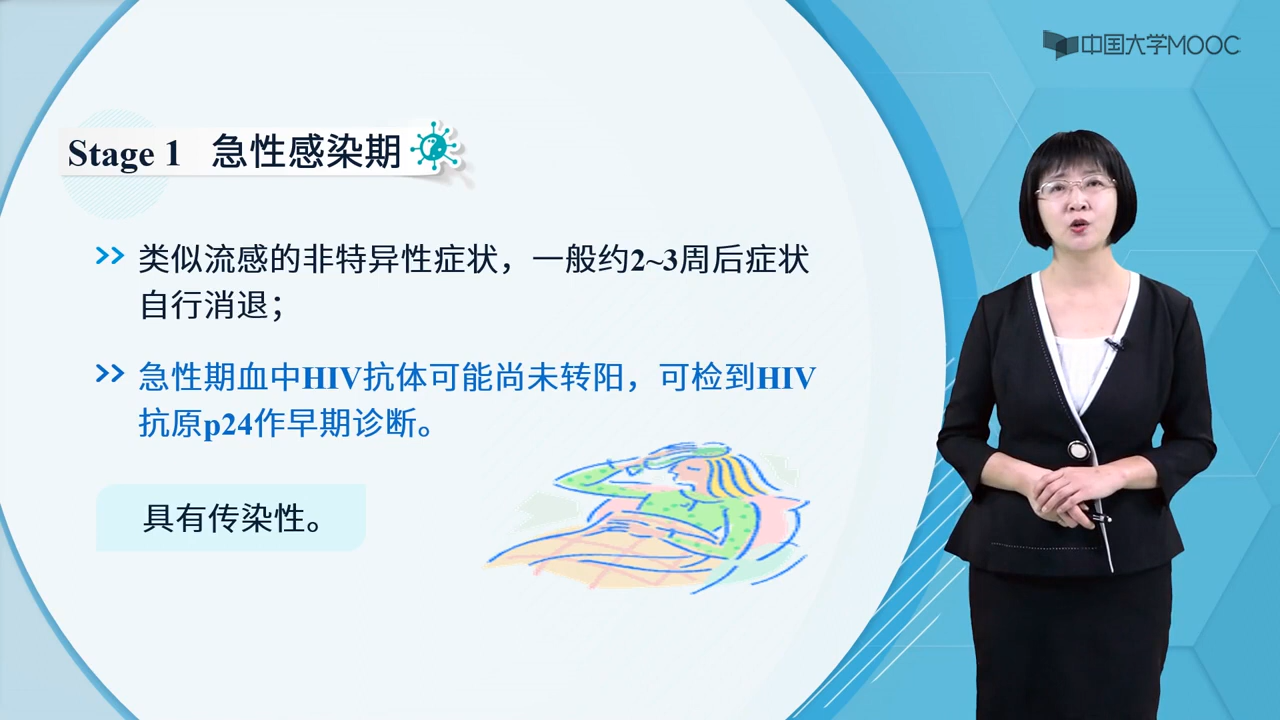 中国大学MOOC
Stage 1 急性感染期
类似流感的非特异性症状，一般约2~3周后症状
自行消退；
急性期血中HIV抗体可能尚未转阳，可检到HIV
抗原p24作早期诊断。
具有传染性。